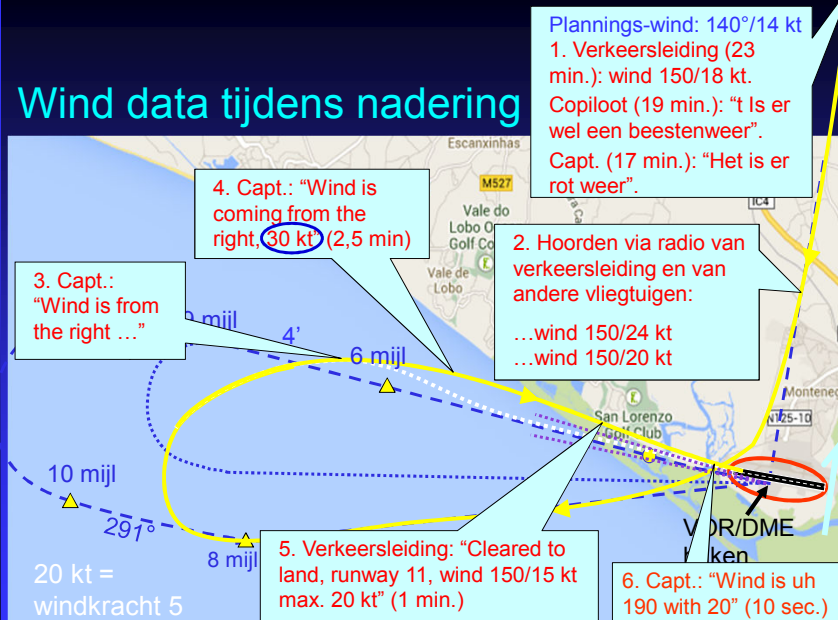 Wind data tijdens nadering
Plannings-wind: 140°/14 kt
1. Verkeersleiding (23
min.): wind 150/18 kt.
Copiloot (19 min.): “t Is er
wel een beestenweer”.
Capt. (17 min.): “Het is er
rot weer”.
Escanxinhas
M527
Vale do
Lobo O
Golf Co
Vale de
Lobo
IC4
4. Capt.: “Wind is
coming from the
right, 30 kt” (2,5 min)
2. Hoorden via radio van
verkeersleiding en van
andere vliegtuigen:
…wind 150/24 kt
…wind 150/20 kt
3. Capt.:
“Wind is from
the right …”
mijl
4’
6 mijl
San Lorenzo
Golf Club
Monteneg
N125-10
10 mijl
291°
8 mijl
VOR/DME
ken
5. Verkeersleiding: “Cleared to
land, runway 11, wind 150/15 kt
max. 20 kt” (1 min.)
6. Capt.: “Wind is uh
190 with 20” (10 sec.)
20 kt =
windkracht 5